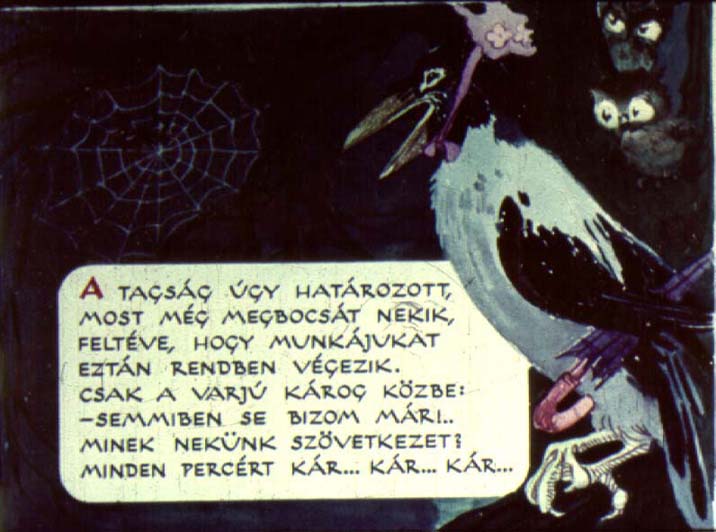 A TAGSÁG ÚGY HATÁROZOTT,
MOST MÉG MEGBOCSÁT NEKIK,
FELTÉVE, HOGY MUNKÁJUKAT
EZTÁN RENDBEN VÉGEZIK.
CSAK A VARJÚ KÁROG KÖZBE:
-SEMMIBEN SE BIZOM MÁR!..
MINEK NEKÜNK SZÖVETKEZET?
MINDEN PERCÉRT KÁR... KÁR... KÁR...